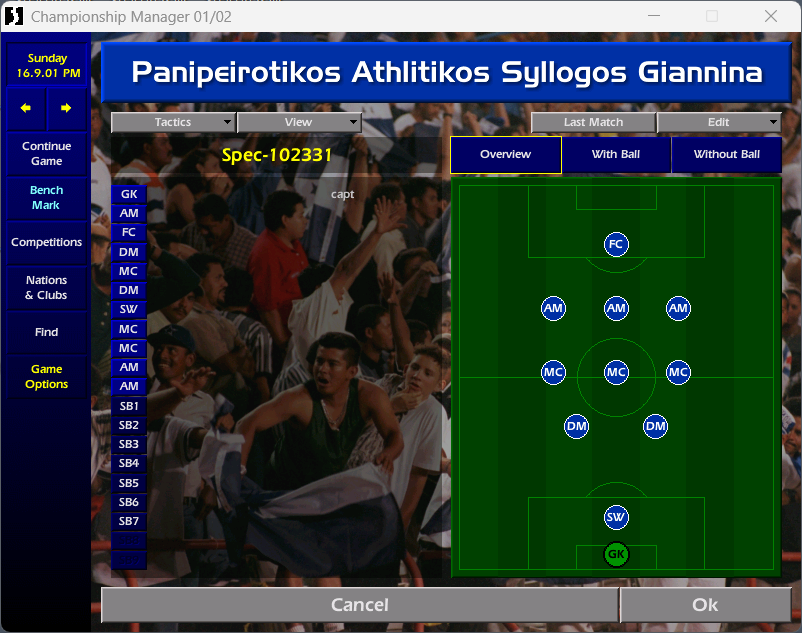 Championship Manager 01/02
Sunday
16.9.01 PM
Panipeirotikos Athlitikos Syllogos Giannina
Continue
Game
Bench
Mark
Competitions
Nations
& Clubs
Find
Game
Options
Tactics
View
Last Match
Edit
Spec-102331
Overview
With Ball
Without Ball
GK capt
AM
FC
DM
MC
DM
SW
MC
MC
AM
AM
SB1
SB2
SB3
SB4
SB5
SB6
SB7
FC
AM AM AM
MC MC MC
DM DM
SW
GK
Cancel
Ok